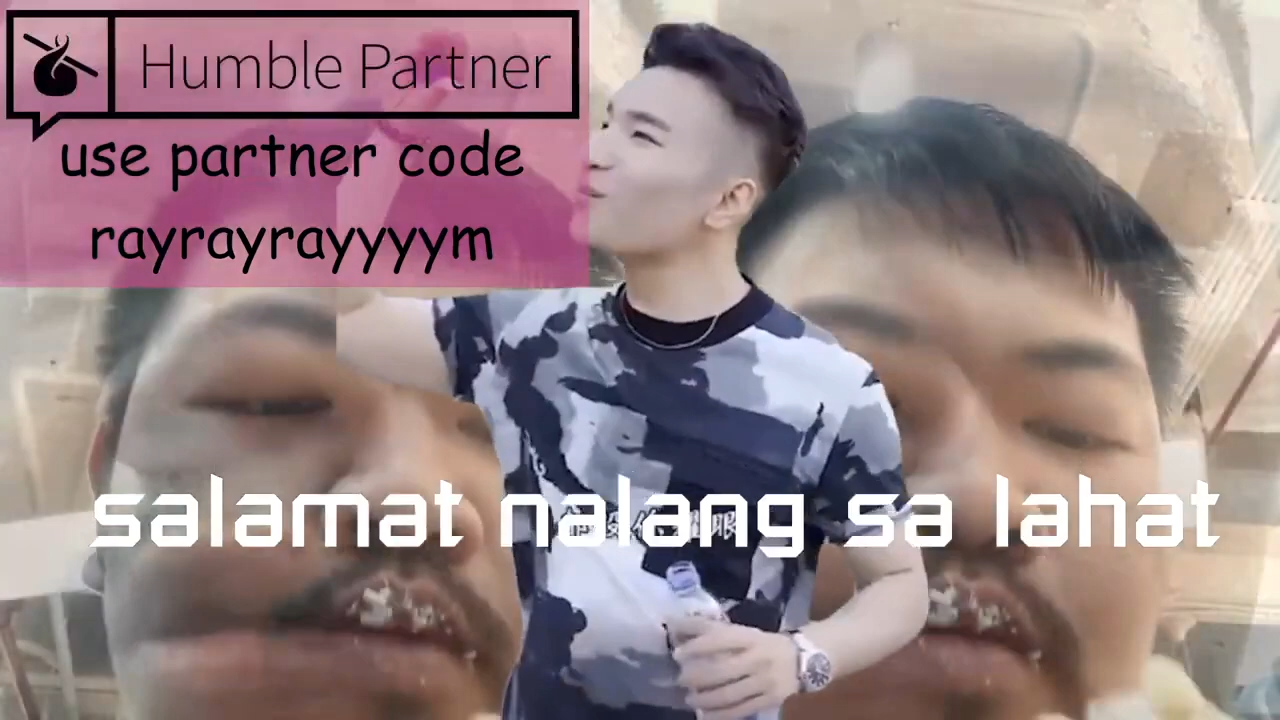 Humble Partner
use partner code
rayrayrayyyym
salamat nalang sa lahat